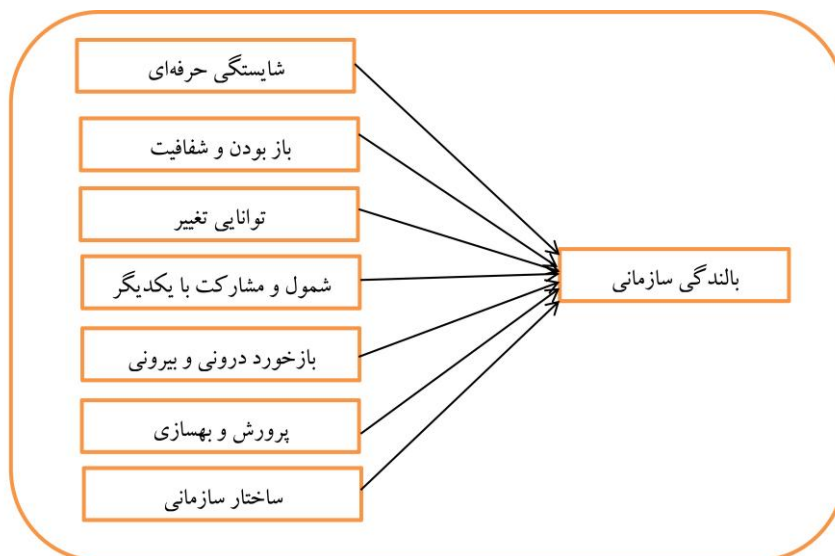 شایستگی حرفه‌ای
باز بودن و شفافیت
توانایی تغییر
شمول و مشارکت با یکدیگر
بازخورد درونی و بیرونی
پرورش و بهسازی
ساختار سازمانی
بالندگی سازمانی